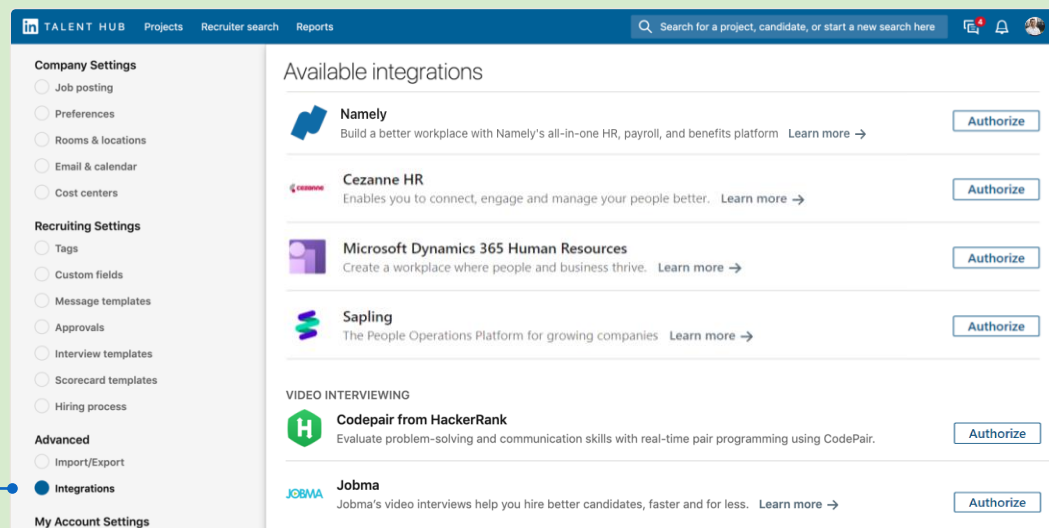 in TALENT HUB Projects Recruiter search Reports Search for a project, candidate, or start a new search here 4
Company Settings
Job posting
Preferences
Rooms & locations
Email & calendar
Cost centers
Recruiting Settings
Tags
Custom fields
Message templates
Approvals
Interview templates
Scorecard templates
Hiring process
Advanced
Import/Export
Integrations
My Account Settings
Available integrations
Namely
Build a better workplace with Namely's all-in-one HR, payroll, and benefits platform Learn more →
Authorize
CEZANNE
Cezanne HR
Enables you to connect, engage and manage your people better. Learn more →
Authorize
Microsoft Dynamics 365 Human Resources
Create a workplace where people and business thrive. Learn more →
Authorize
Sapling
The People Operations Platform for growing companies Learn more →
Authorize
VIDEO INTERVIEWING
H
Codepair from HackerRank
Evaluate problem-solving and communication skills with real-time pair programming using CodePair.
Authorize
JOBMA
Jobma
Jobma's video interviews help you hire better candidates, faster and for less. Learn more →
Authorize